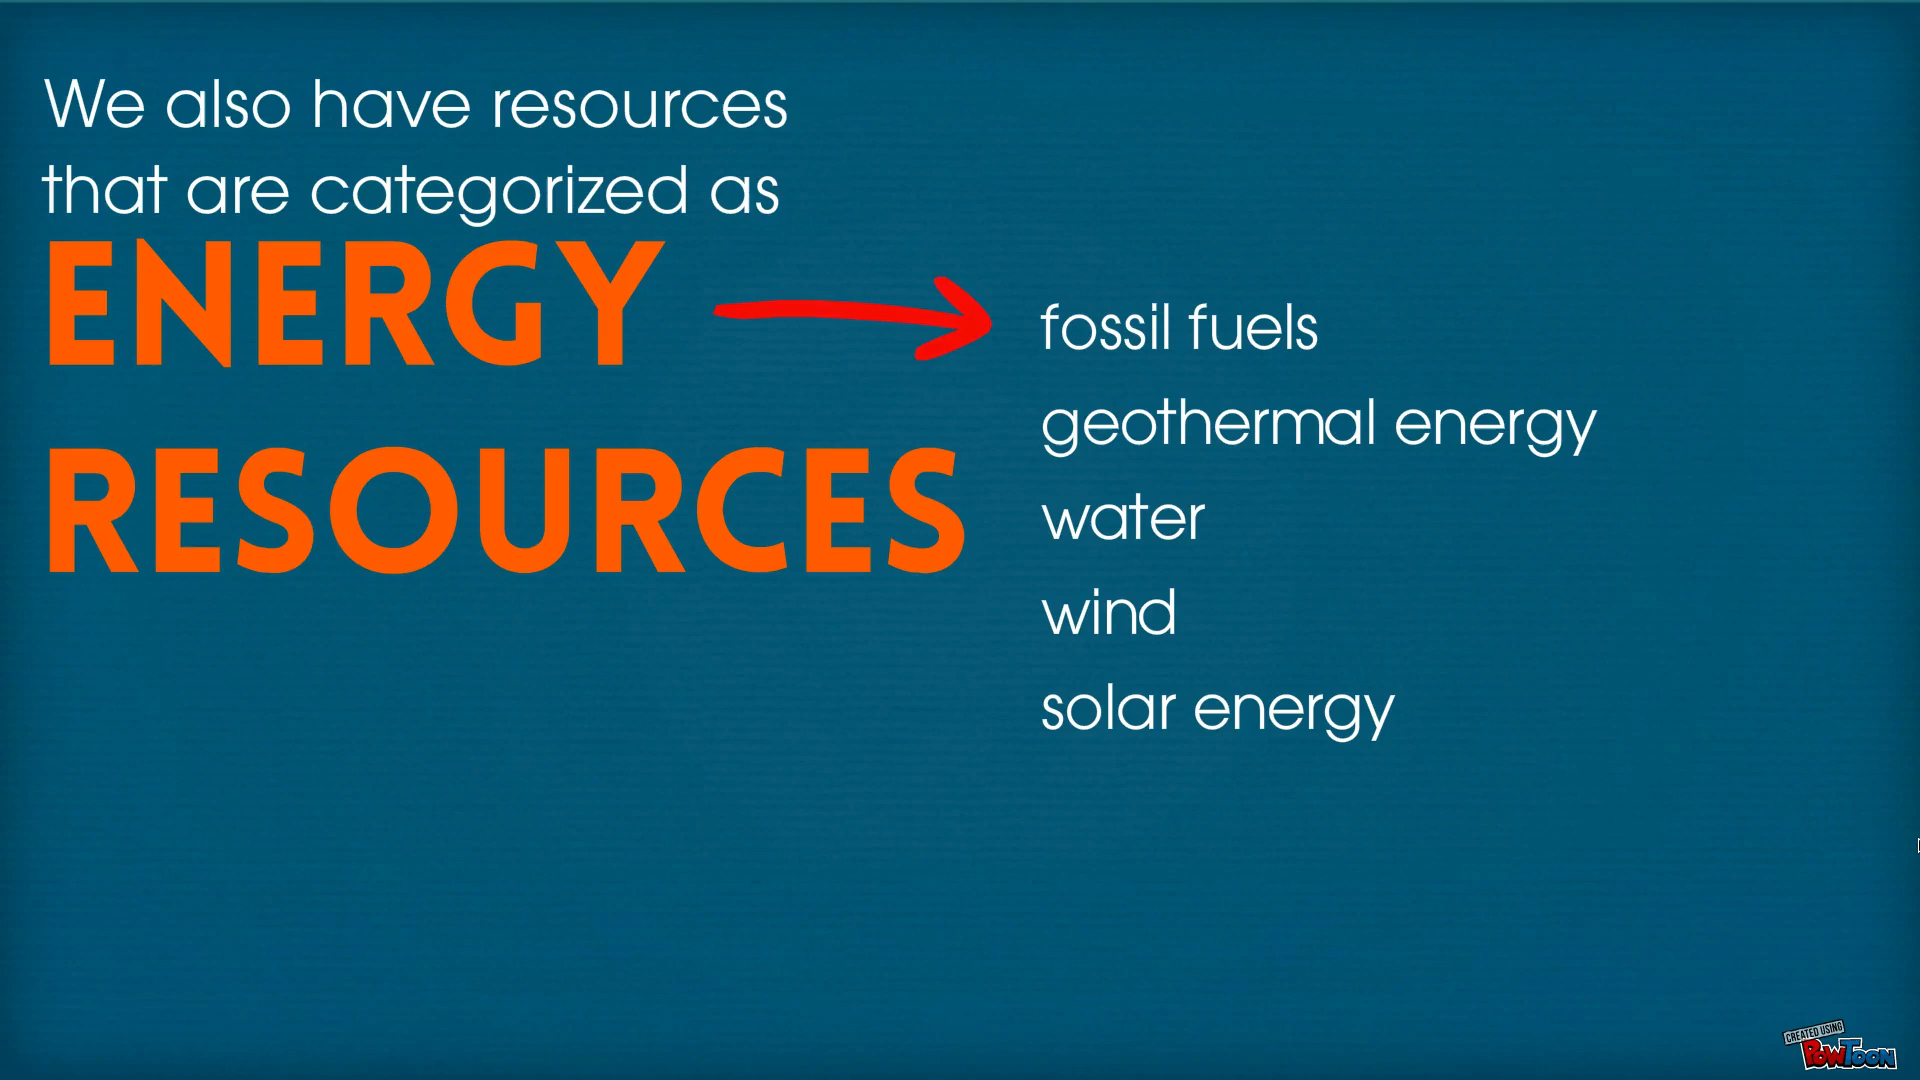 We also have resources
that are categorized as
ENERGY
RESOURCES
fossil fuels
geothermal energy
water
wind
solar energy
CREATED USING
POWTOON